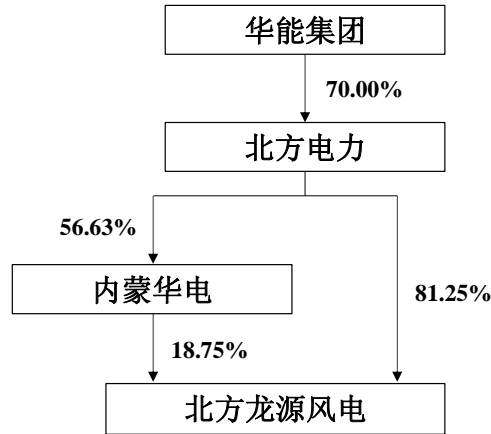 华能集团
70.00%
北方电力
56.63%
内蒙华电
81.25%
18.75%
北方龙源风电